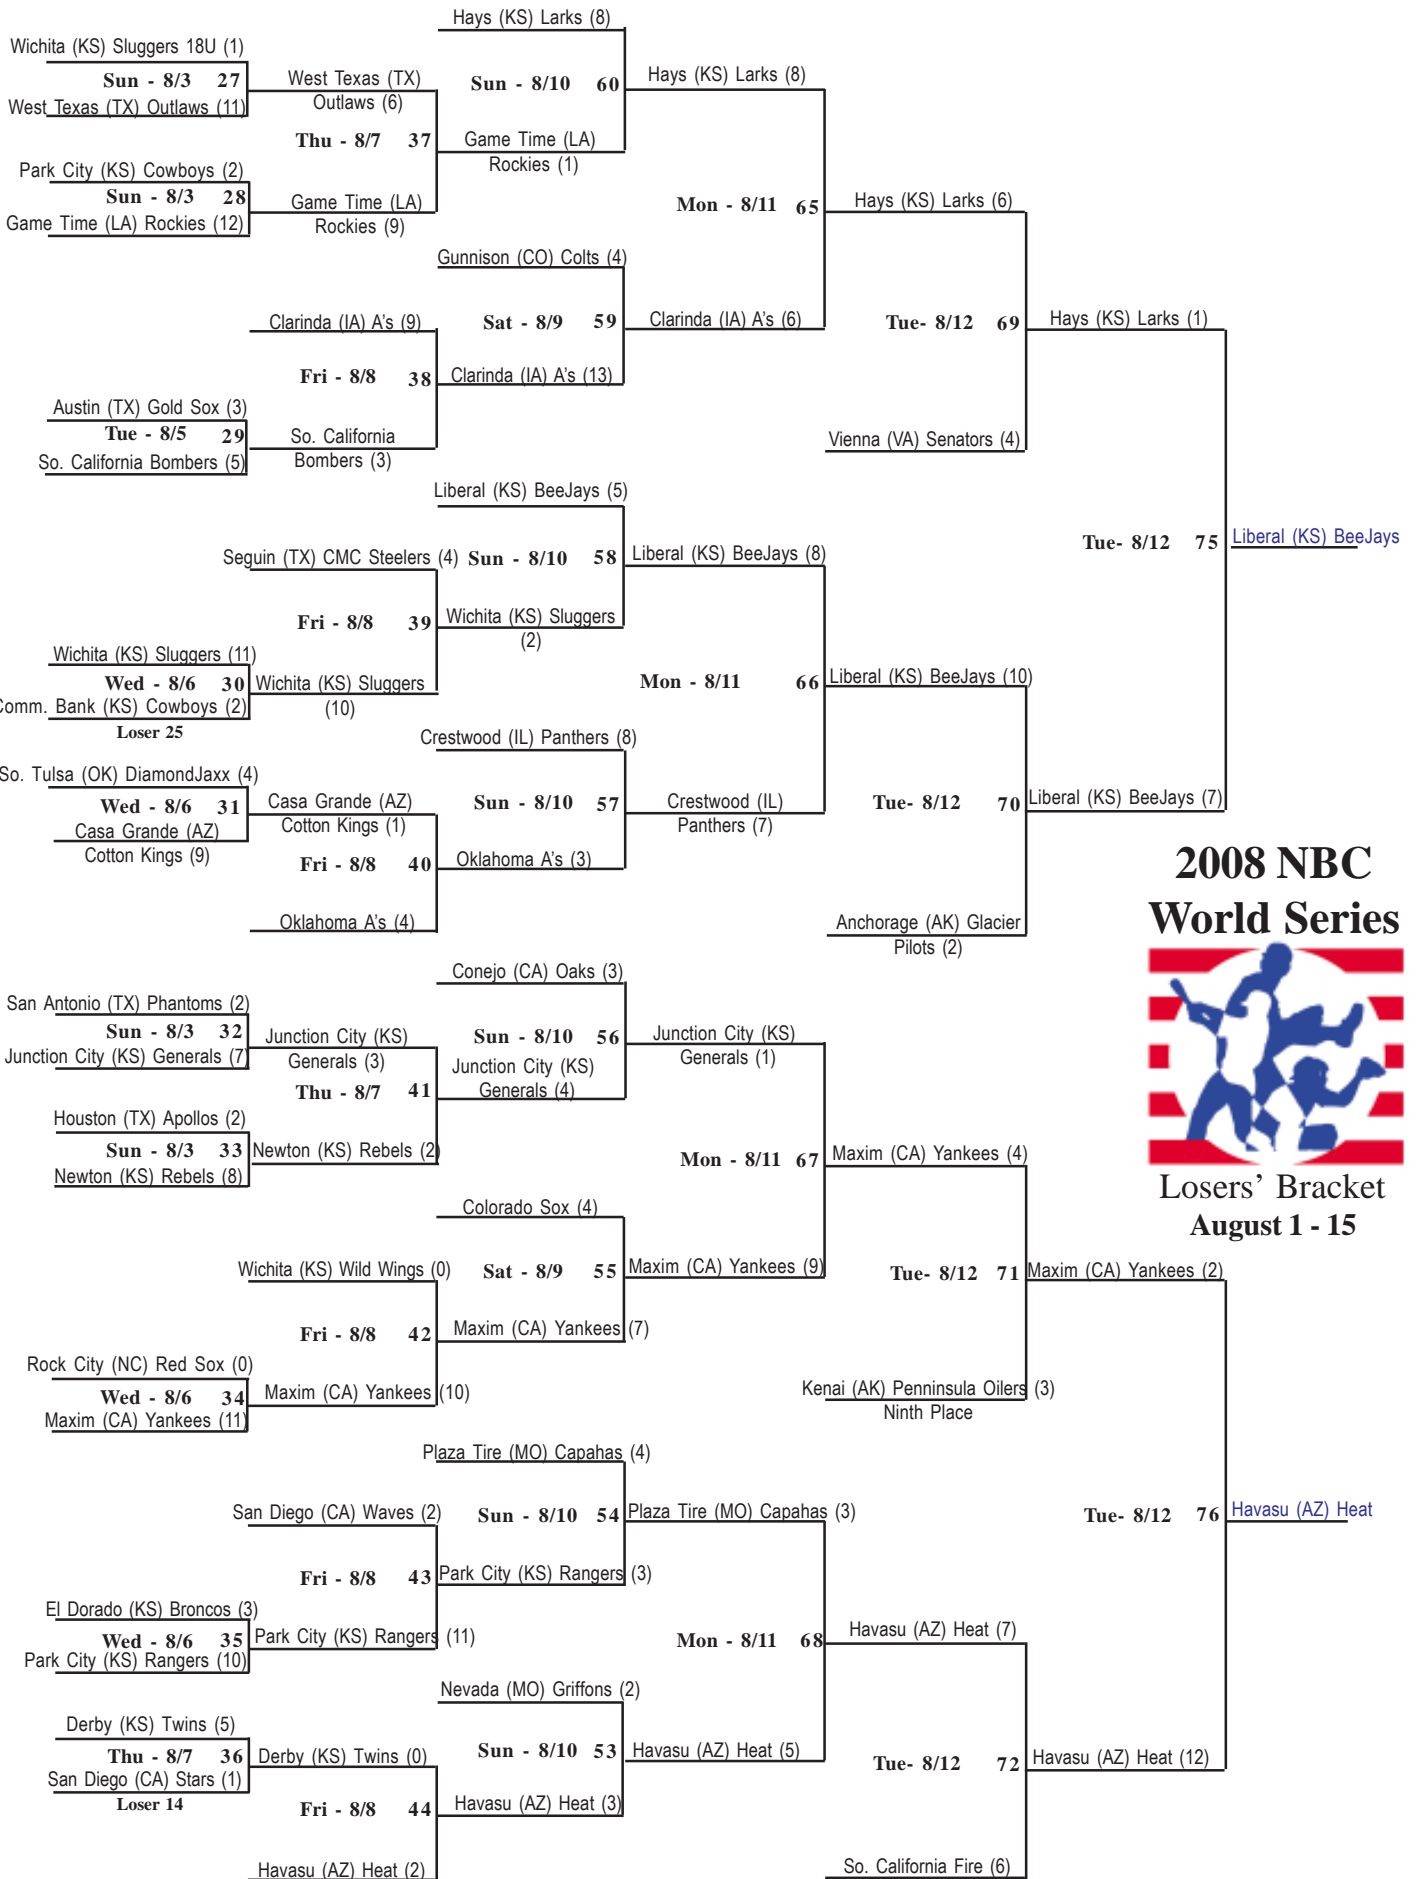 Hays (KS) Larks (8)
Wichita (KS) Sluggers 18U (1)
Sun - 8/3 27
West Texas (TX) Outlaws (11)
West Texas (TX)
Outlaws (6)
Sun - 8/10 60
Hays (KS) Larks (8)
Thu - 8/7 37
Game Time (LA)
Rockies (1)
Park City (KS) Cowboys (2)
Sun - 8/3 28
Game Time (LA) Rockies (12)
Game Time (LA)
Rockies (9)
Mon - 8/11 65
Hays (KS) Larks (6)
Gunnison (CO) Colts (4)
Clarinda (IA) A's (9)
Sat - 8/9 59
Clarinda (IA) A's (6)
Tue- 8/12 69
Hays (KS) Larks (1)
Fri - 8/8 38
Clarinda (IA) A's (13)
Austin (TX) Gold Sox (3)
Tue - 8/5 29
So. California Bombers (5)
So. California
Bombers (3)
Vienna (VA) Senators (4)
Liberal (KS) BeeJays (5)
Seguin (TX) CMC Steelers (4)
Sun - 8/10 58
Liberal (KS) BeeJays (8)
Tue- 8/12 75
Liberal (KS) BeeJays
Fri - 8/8 39
Wichita (KS) Sluggers
(2)
Wichita (KS) Sluggers (11)
Wed - 8/6 30
Comm. Bank (KS) Cowboys (2)
Loser 25
Wichita (KS) Sluggers
(10)
Mon - 8/11 66
Liberal (KS) BeeJays (10)
Crestwood (IL) Panthers (8)
So. Tulsa (OK) DiamondJaxx (4)
Wed - 8/6 31
Casa Grande (AZ)
Cotton Kings (9)
Casa Grande (AZ)
Cotton Kings (1)
Sun - 8/10 57
Crestwood (IL)
Panthers (7)
Tue- 8/12 70
Liberal (KS) BeeJays (7)
Fri - 8/8 40
Oklahoma A's (3)
Oklahoma A's (4)
Anchorage (AK) Glacier
Pilots (2)
2008 NBC
World Series
Losers' Bracket
August 1 - 15
Conejo (CA) Oaks (3)
San Antonio (TX) Phantoms (2)
Sun - 8/3 32
Junction City (KS) Generals (7)
Junction City (KS)
Generals (3)
Sun - 8/10 56
Junction City (KS)
Generals (1)
Thu - 8/7 41
Junction City (KS)
Generals (4)
Houston (TX) Apollos (2)
Sun - 8/3 33
Newton (KS) Rebels (8)
Newton (KS) Rebels (2)
Mon - 8/11 67
Maxim (CA) Yankees (4)
Colorado Sox (4)
Wichita (KS) Wild Wings (0)
Sat - 8/9 55
Maxim (CA) Yankees (9)
Tue- 8/12 71
Maxim (CA) Yankees (2)
Fri - 8/8 42
Maxim (CA) Yankees (7)
Rock City (NC) Red Sox (0)
Wed - 8/6 34
Maxim (CA) Yankees (11)
Maxim (CA) Yankees (10)
Kenai (AK) Penninsula Oilers (3)
Ninth Place
Plaza Tire (MO) Capahas (4)
San Diego (CA) Waves (2)
Sun - 8/10 54
Plaza Tire (MO) Capahas (3)
Tue- 8/12 76
Havasu (AZ) Heat
Fri - 8/8 43
Park City (KS) Rangers (3)
El Dorado (KS) Broncos (3)
Wed - 8/6 35
Park City (KS) Rangers (10)
Park City (KS) Rangers (11)
Mon - 8/11 68
Havasu (AZ) Heat (7)
Nevada (MO) Griffons (2)
Derby (KS) Twins (5)
Thu - 8/7 36
San Diego (CA) Stars (1)
Loser 14
Derby (KS) Twins (0)
Sun - 8/10 53
Havasu (AZ) Heat (5)
Tue- 8/12 72
Havasu (AZ) Heat (12)
Fri - 8/8 44
Havasu (AZ) Heat (3)
Havasu (AZ) Heat (2)
So. California Fire (6)